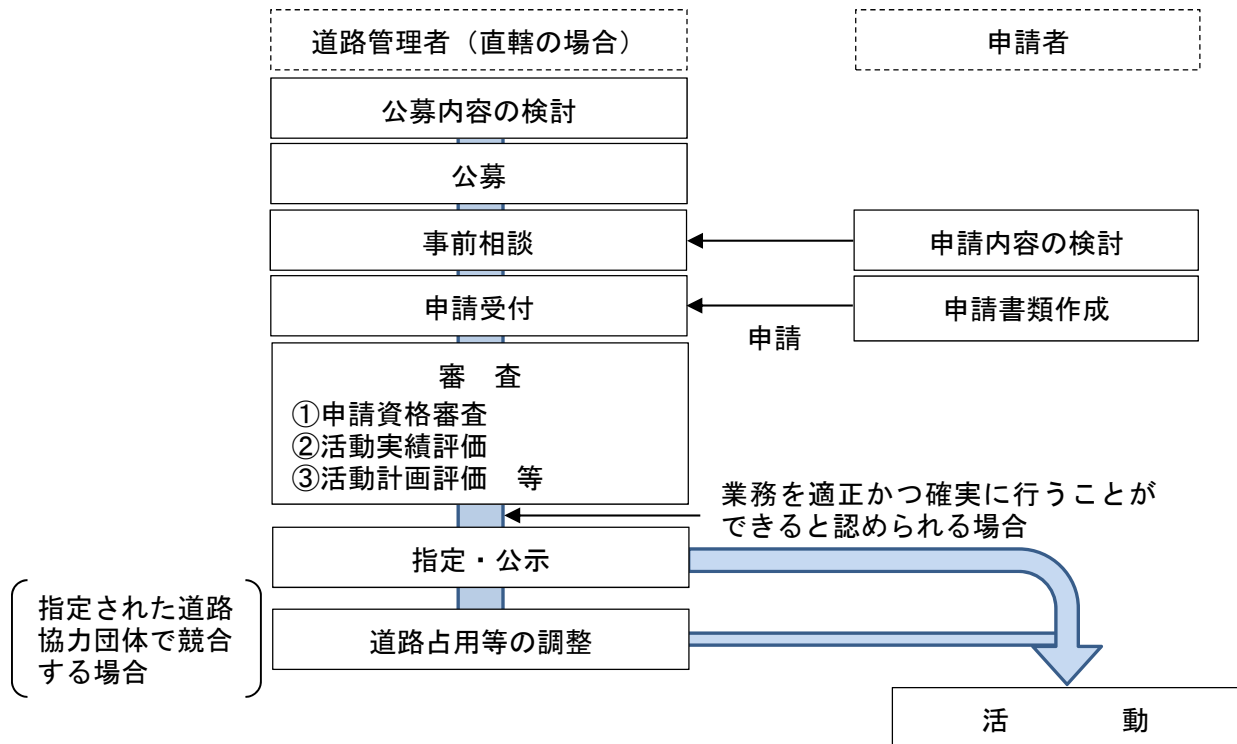 道路管理者（直轄の場合）
申請者
公募内容の検討
公募
事前相談
申請内容の検討
申請受付
申請書類作成
申請
審　査
①申請資格審査
②活動実績評価
③活動計画評価　等
業務を適正かつ確実に行うことが
できると認められる場合
指定・公示
指定された道路
協力団体で競合
する場合
道路占用等の調整
活　　　動